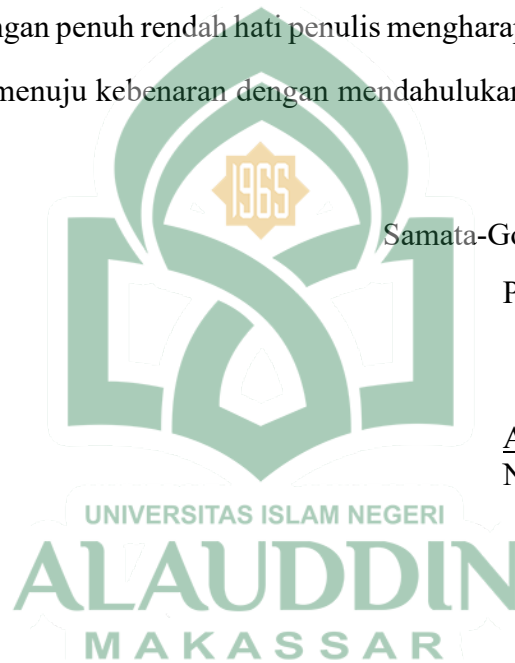 ngan penuh rendah hati penulis mengharap
menuju kebenaran dengan mendahulukan
1965
Samata-Go
P
A
N
UNIVERSITAS ISLAM NEGERI
ALAUDDIN
MAKASSAR